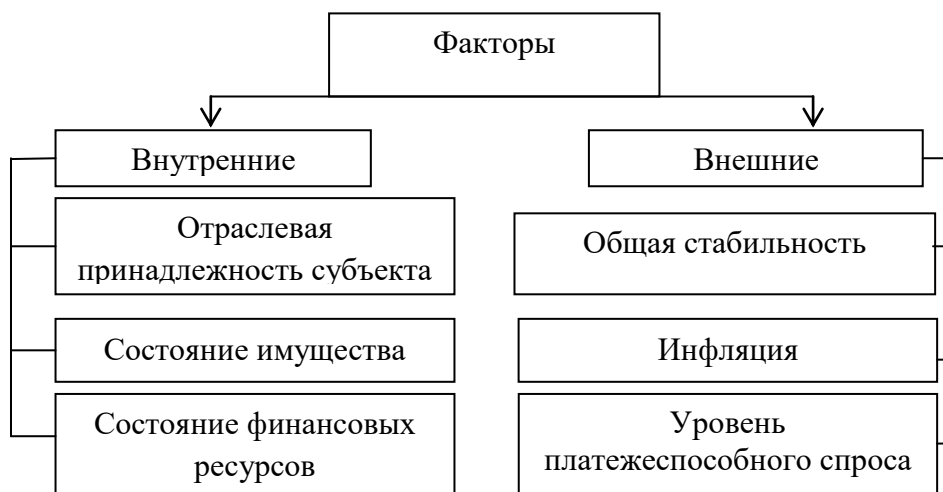 Факторы
Внутренние
Внешние
Отраслевая
принадлежность субъекта
Общая стабильность
Состояние имущества
Инфляция
Состояние финансовых
ресурсов
Уровень
платежеспособного спроса